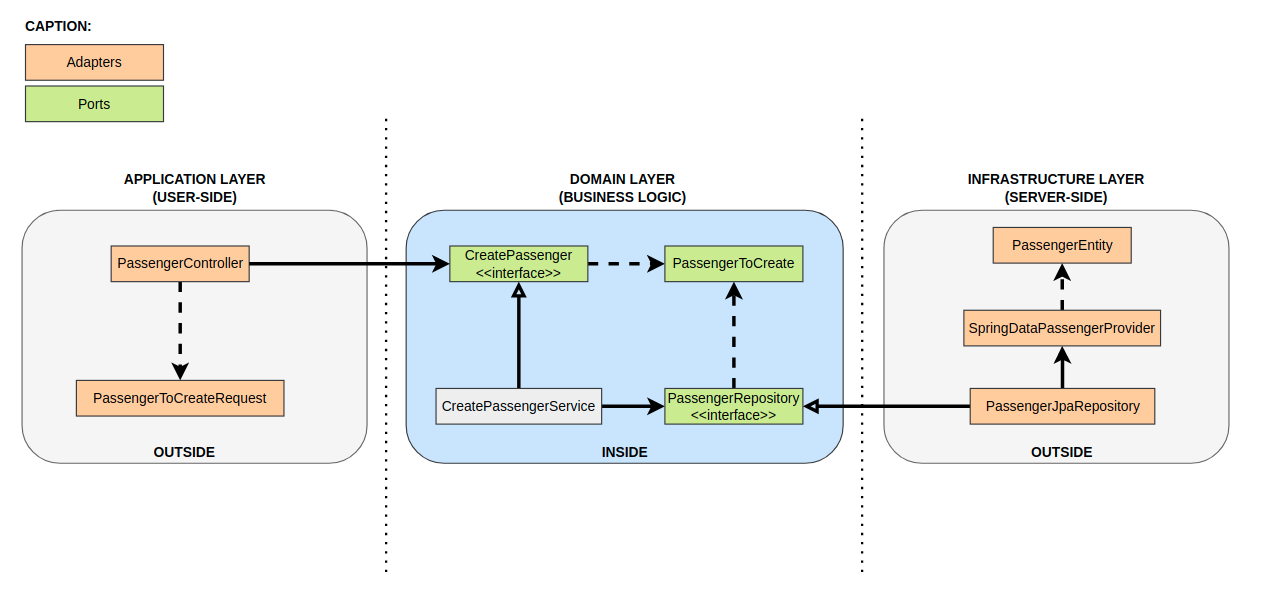 CAPTION:
Adapters
Ports
APPLICATION LAYER
(USER-SIDE)
PassengerController
PassengerToCreateRequest
OUTSIDE
DOMAIN LAYER
(BUSINESS LOGIC)
CreatePassenger
<<interface>>
PassengerToCreate
CreatePassengerService
PassengerRepository
<<interface>>
INSIDE
INFRASTRUCTURE LAYER
(SERVER-SIDE)
PassengerEntity
SpringDataPassengerProvider
PassengerJpaRepository
OUTSIDE